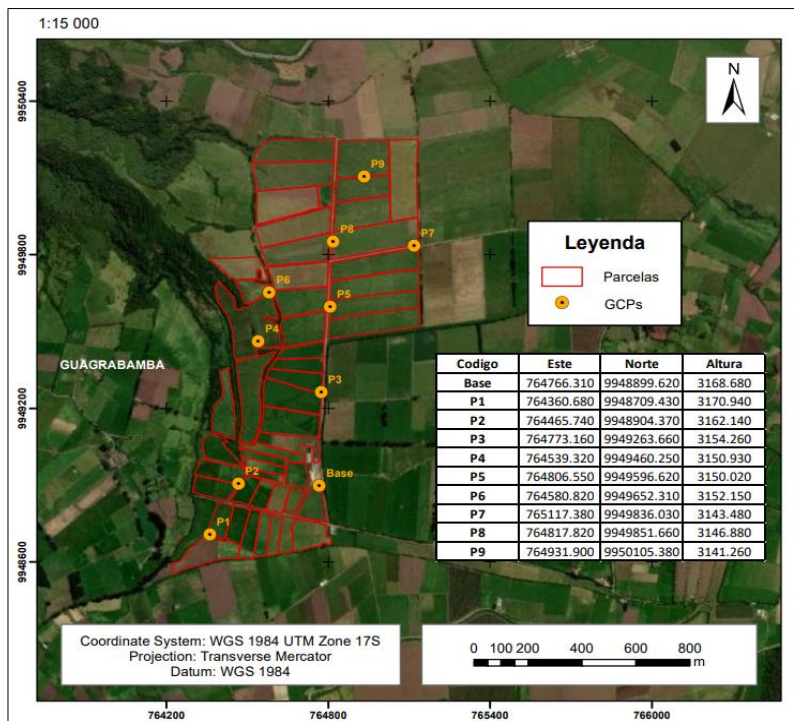 1:15 000
N
9950400
9949800
9949200
9948600
P9
P8
P7
P6
P5
P4
P3
P2
Base
P1
GUAGRABAMBA
Leyenda
Parcelas
GCPs
Codigo Este Norte Altura
Base 764766.310 9948899.620 3168.680
P1 764360.680 9948709.430 3170.940
P2 764465.740 9948904.370 3162.140
P3 764773.160 9949263.660 3154.260
P4 764539.320 9949460.250 3150.930
P5 764806.550 9949596.620 3150.020
P6 764580.820 9949652.310 3152.150
P7 765117.380 9949836.030 3143.480
P8 764817.820 9949851.660 3146.880
P9 764931.900 9950105.380 3141.260
Coordinate System: WGS 1984 UTM Zone 17S
Projection: Transverse Mercator
Datum: WGS 1984
0 100 200 400 600 800
m
764200 764800 765400 766000